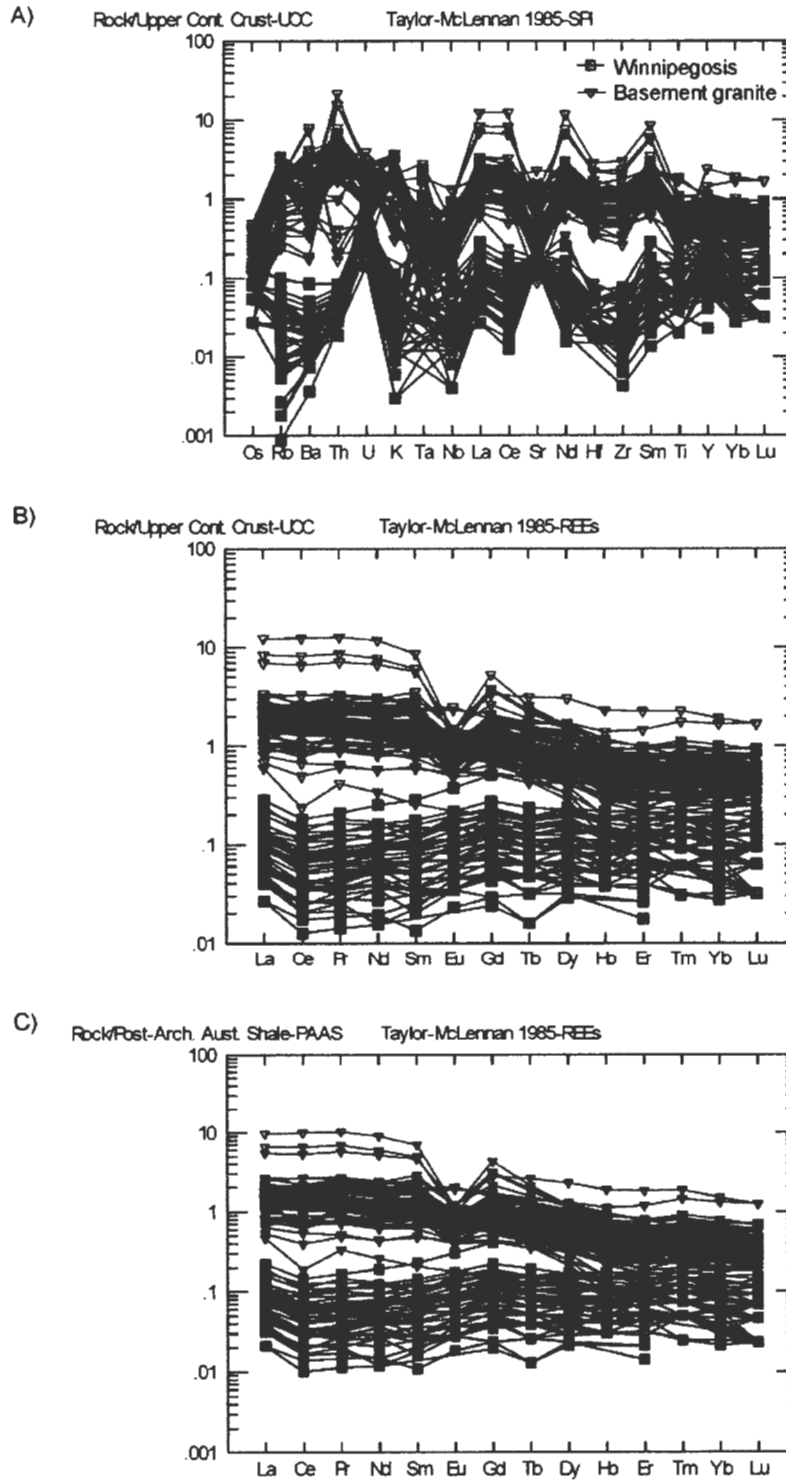 A)
Rock/Upper Cont. Crust-UCC Taylor-McLennan 1985-SPI
100
10
1
.1
.01
.001
Winnipegosis
Basement granite
Cs Rb Ba Th U K Ta Nb La Ce Sr Nd Hf Zr Sm Ti Y Yb Lu
B)
Rock/Upper Cont. Crust-UCC Taylor-McLennan 1985-REEs
100
10
1
.1
.01
La Ce Pr Nd Sm Eu Gd Tb Dy Ho Er Tm Yb Lu
C)
Rock/Post-Arch. Aust. Shale-PAAS Taylor-McLennan 1985-REEs
100
10
1
.1
.01
.001
La Ce Pr Nd Sm Eu Gd Tb Dy Ho Er Tm Yb Lu